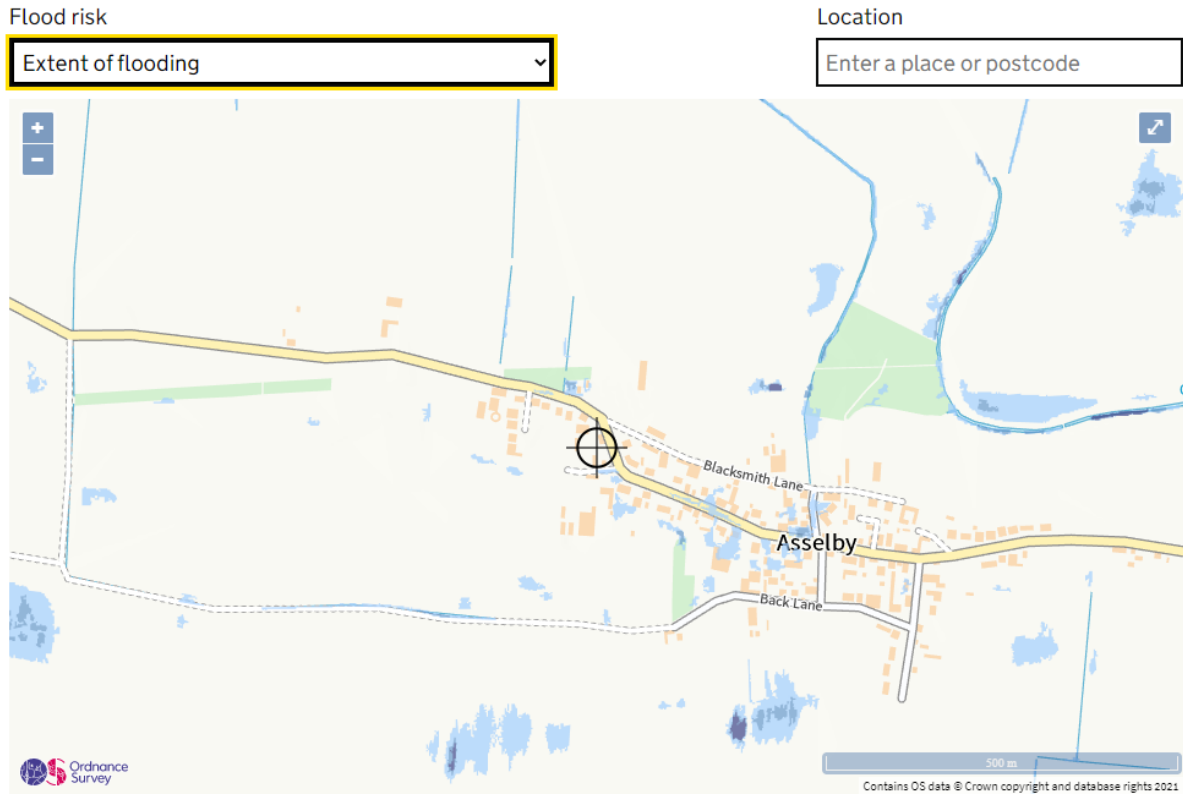 Flood risk
Location
Extent of flooding
Enter a place or postcode
+
−
Blacksmith Lane
Asselby
Back Lane
Ordnance
Survey
500 m
Contains OS data © Crown copyright and database rights 2021